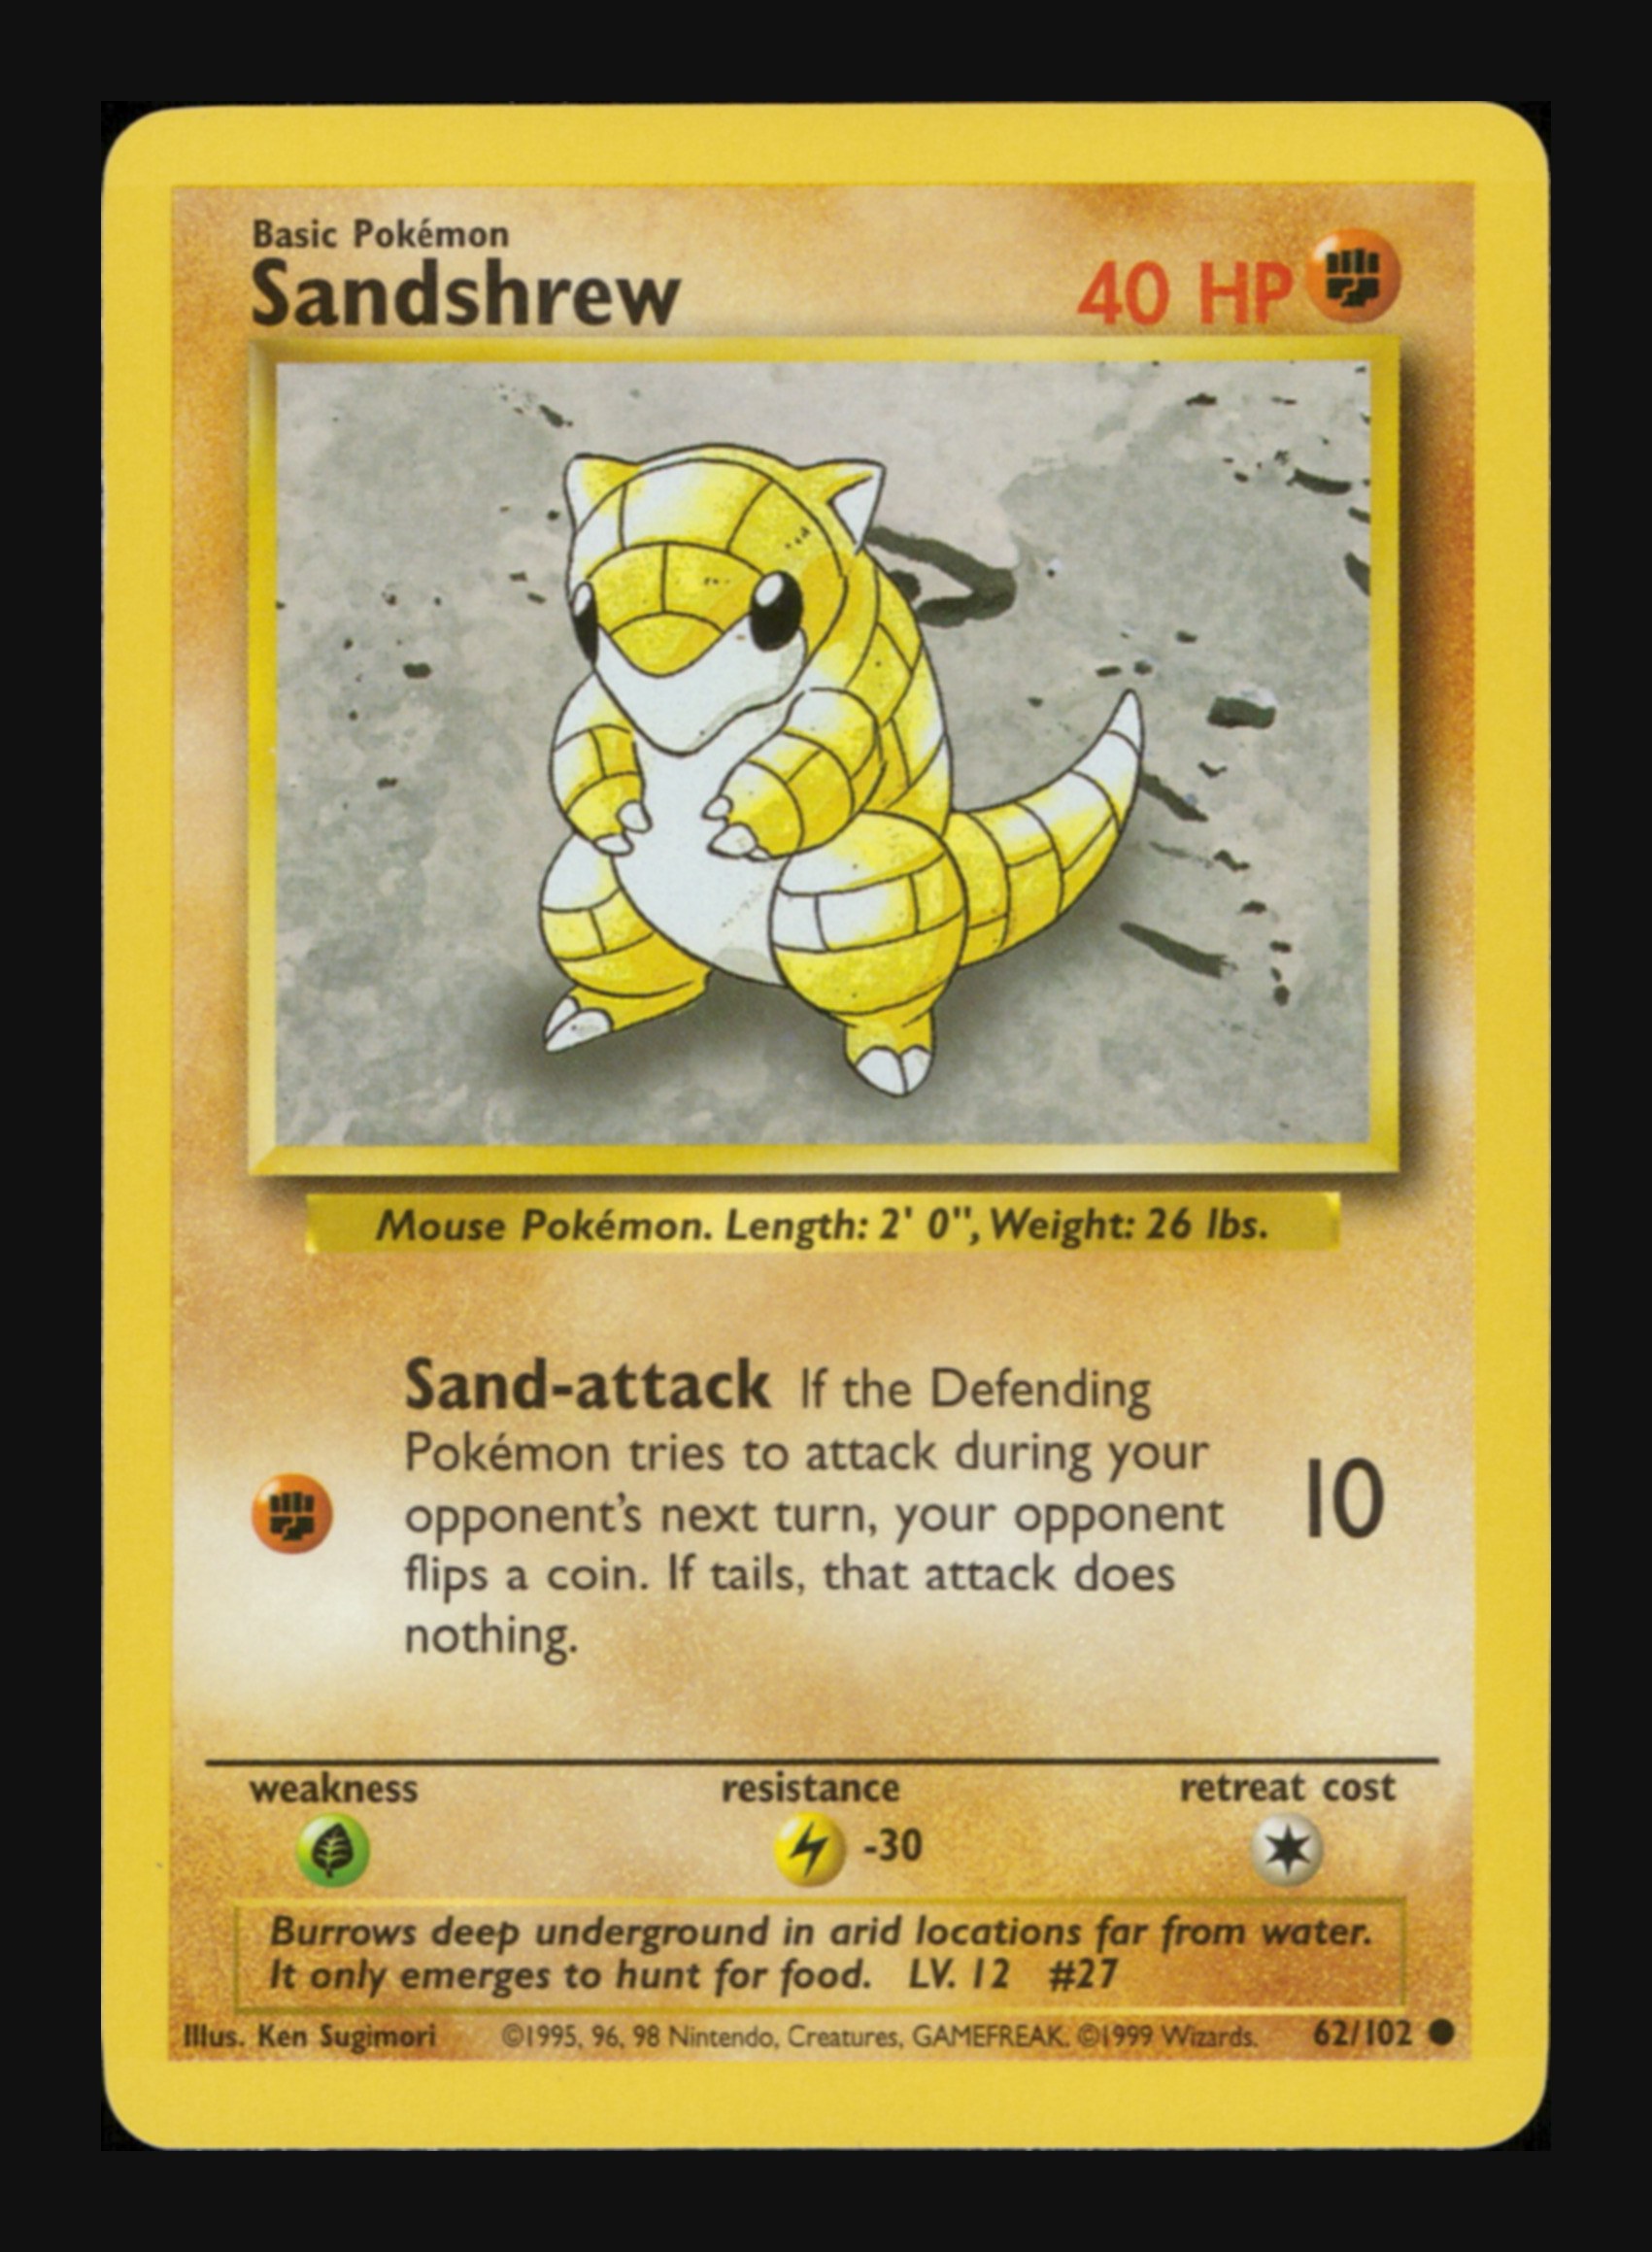 Basic Pokémon
Sandshrew
40 HP
Mouse Pokémon. Length: 2' 0", Weight: 26 lbs.
Sand-attack If the Defending
Pokémon tries to attack during your
opponent's next turn, your opponent
flips a coin. If tails, that attack does
nothing.
10
weakness
resistance
retreat cost
-30
Burrows deep underground in arid locations far from water.
It only emerges to hunt for food. LV. 12 #27
Illus. Ken Sugimori ©1995, 96, 98 Nintendo, Creatures, GAMEFREAK. ©1999 Wizards. 62/102